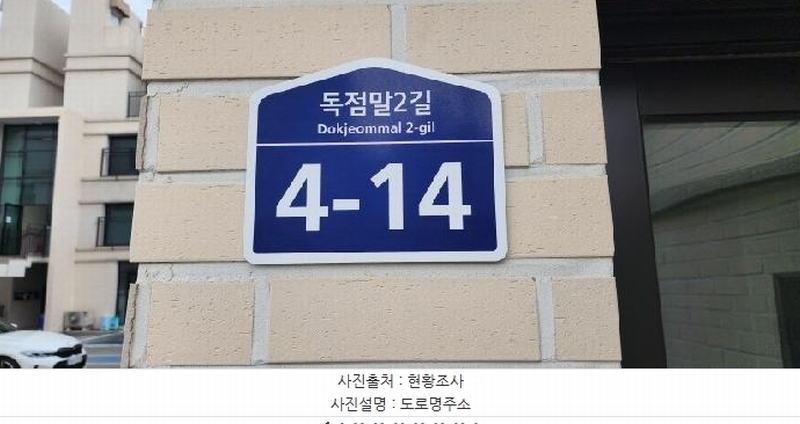 독점말2길
Dokjeommal 2-gil
4-14
사진출처 : 현황조사
사진설명 : 도로명주소